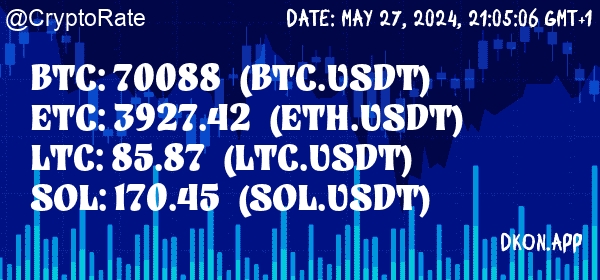 @CryptoRate
DATE: MAY 27, 2024, 21:05:06 GMT+1
BTC: 70088 (BTC.USDT)
ETC: 3927.42 (ETH.USDT)
LTC: 85.87 (LTC.USDT)
SOL: 170.45 (SOL.USDT)
DKON.APP